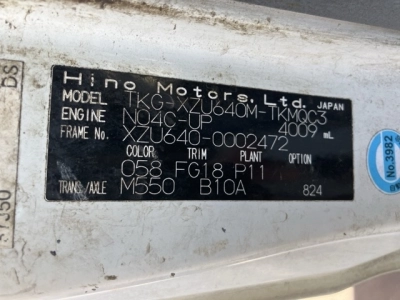 Hino Motors, Ltd. JAPAN
MODEL TKG-XZU640M-TKMQC3
ENGINE N04C-UP 4009 mL
FRAME No. XZU640-0002472
COLOR TRIM PLANT OPTION
058 FG18 P11
TRANS/AXLE M550 B10A 824
No.3982
DS